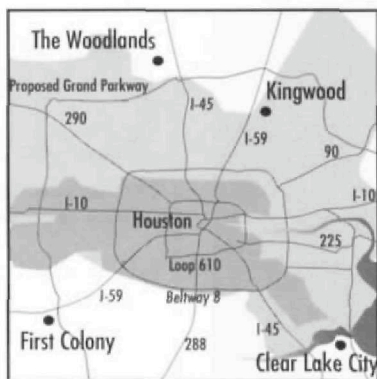 The Woodlands
Proposed Grand Parkway
I-45
Kingwood
290
I-59
90
I-10
I-10
Houston
225
Loop 610
I-59
Beltway 8
First Colony
288
I-45
Clear Lake City